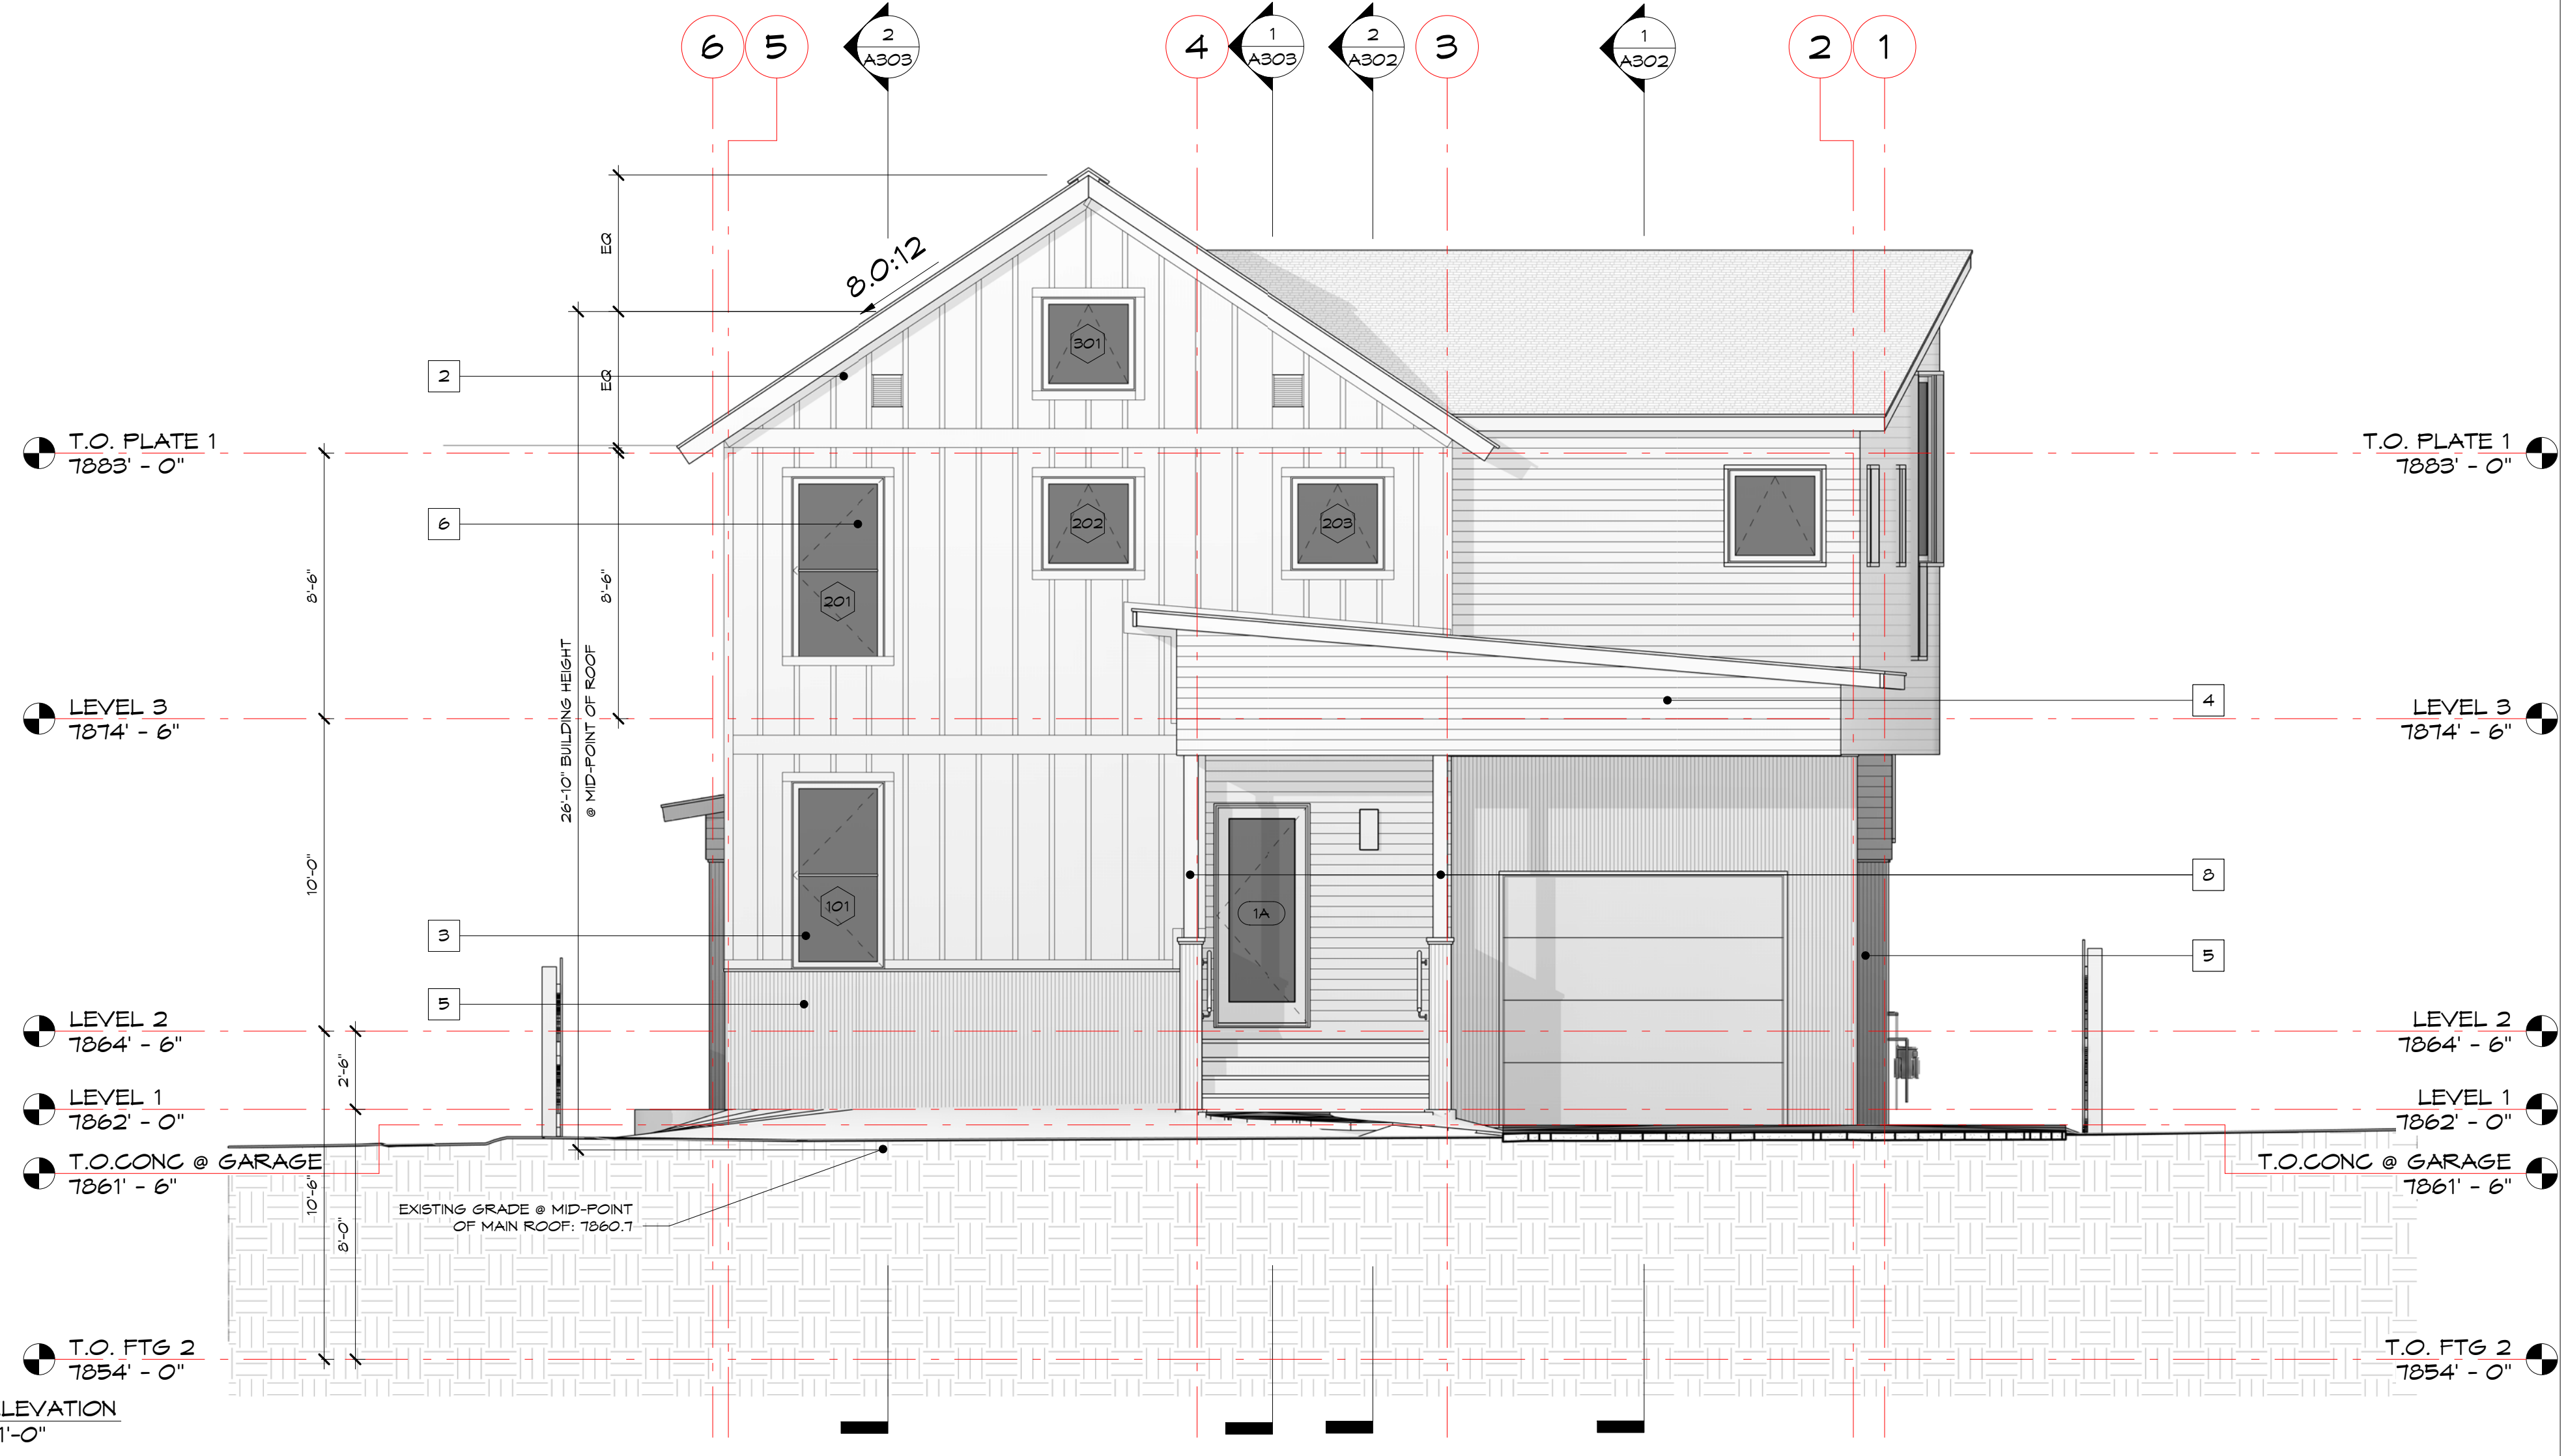 6
5
2
A303
4
1
A303
2
A302
3
1
A302
2
1
EQ
8.0:12
301
2
EQ
T.O. PLATE 1
7883' - 0"
T.O. PLATE 1
7883' - 0"
6
202
203
8'-6"
8'-6"
201
26'-10" BUILDING HEIGHT
@ MID-POINT OF ROOF
LEVEL 3
7874' - 6"
4
LEVEL 3
7874' - 6"
10'-0"
8
101
1A
3
5
5
LEVEL 2
7864' - 6"
LEVEL 2
7864' - 6"
2'-6"
LEVEL 1
7862' - 0"
LEVEL 1
7862' - 0"
T.O.CONC @ GARAGE
7861' - 6"
T.O.CONC @ GARAGE
7861' - 6"
10'-6"
EXISTING GRADE @ MID-POINT
OF MAIN ROOF: 7860.7
8'-0"
T.O. FTG 2
7854' - 0"
T.O. FTG 2
7854' - 0"
LEVATION
1'-0"